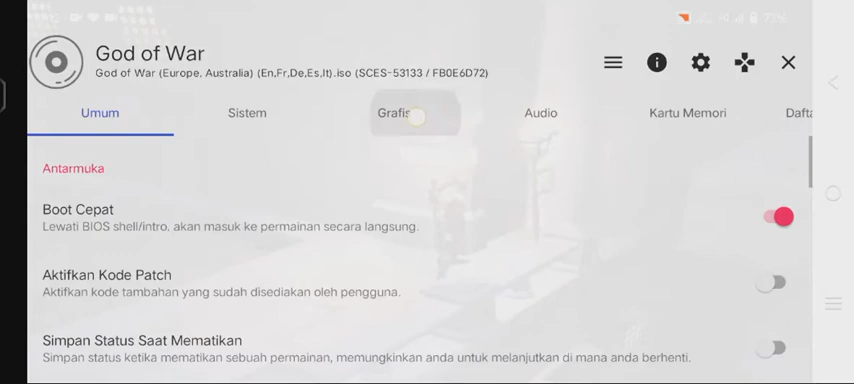 75%
God of War
God of War (Europe, Australia) (En,Fr,De,Es,It).iso (SCES-53133 / FB0E6D72)
Umum
Sistem
Grafis
Audio
Kartu Memori
Dafta
Antarmuka
Boot Cepat
Lewati BIOS shell/intro, akan masuk ke permainan secara langsung.
Aktifkan Kode Patch
Aktifkan kode tambahan yang sudah disediakan oleh pengguna.
Simpan Status Saat Mematikan
Simpan status ketika mematikan sebuah permainan, memungkinkan anda untuk melanjutkan di mana anda berhenti.